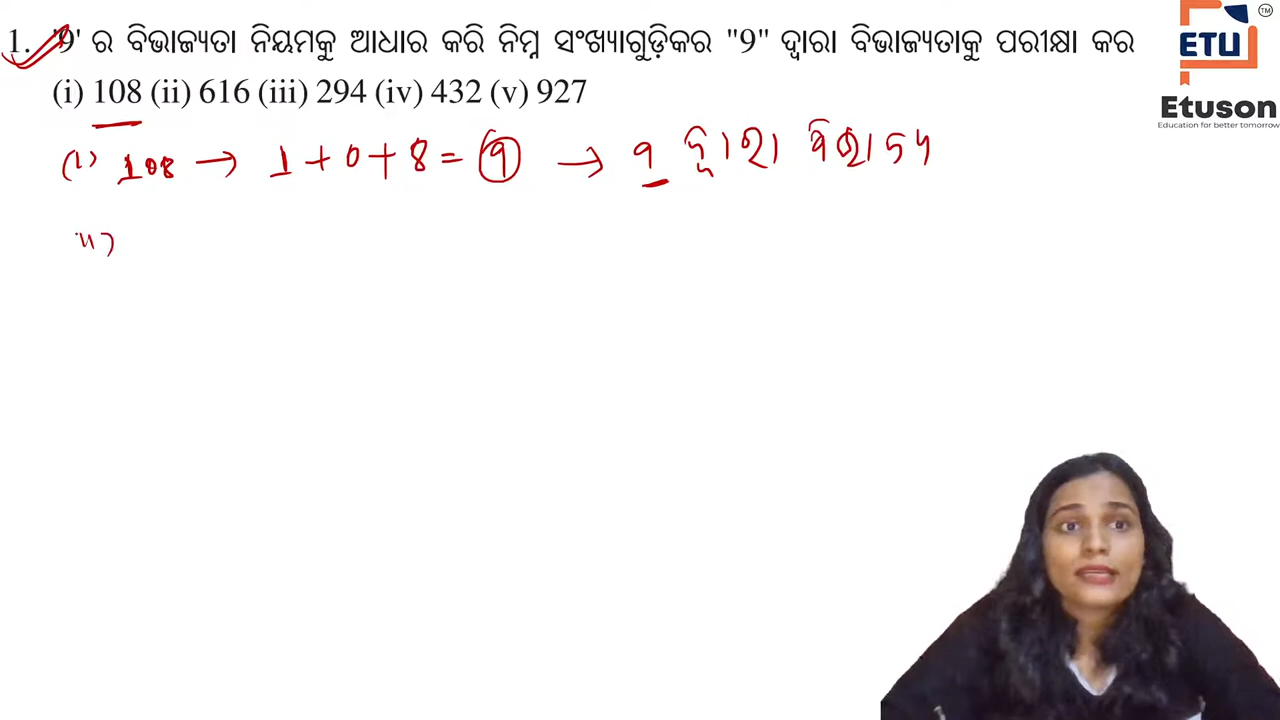 1. '9' ର ବିଭାଜ୍ୟତା ନିୟମକୁ ଆଧାର କରି ନିମ୍ନ ସଂଖ୍ୟାଗୁଡ଼ିକର "9" ଦ୍ୱାରା ବିଭାଜ୍ୟତାକୁ ପରୀକ୍ଷା କର
(i) 108 (ii) 616 (iii) 294 (iv) 432 (v) 927
(i) 108 → 1 + 0 + 8 = 9 → 9 ଦ୍ୱାରା
ii)
ETU
TM
Etuson
Education for better tomorrow